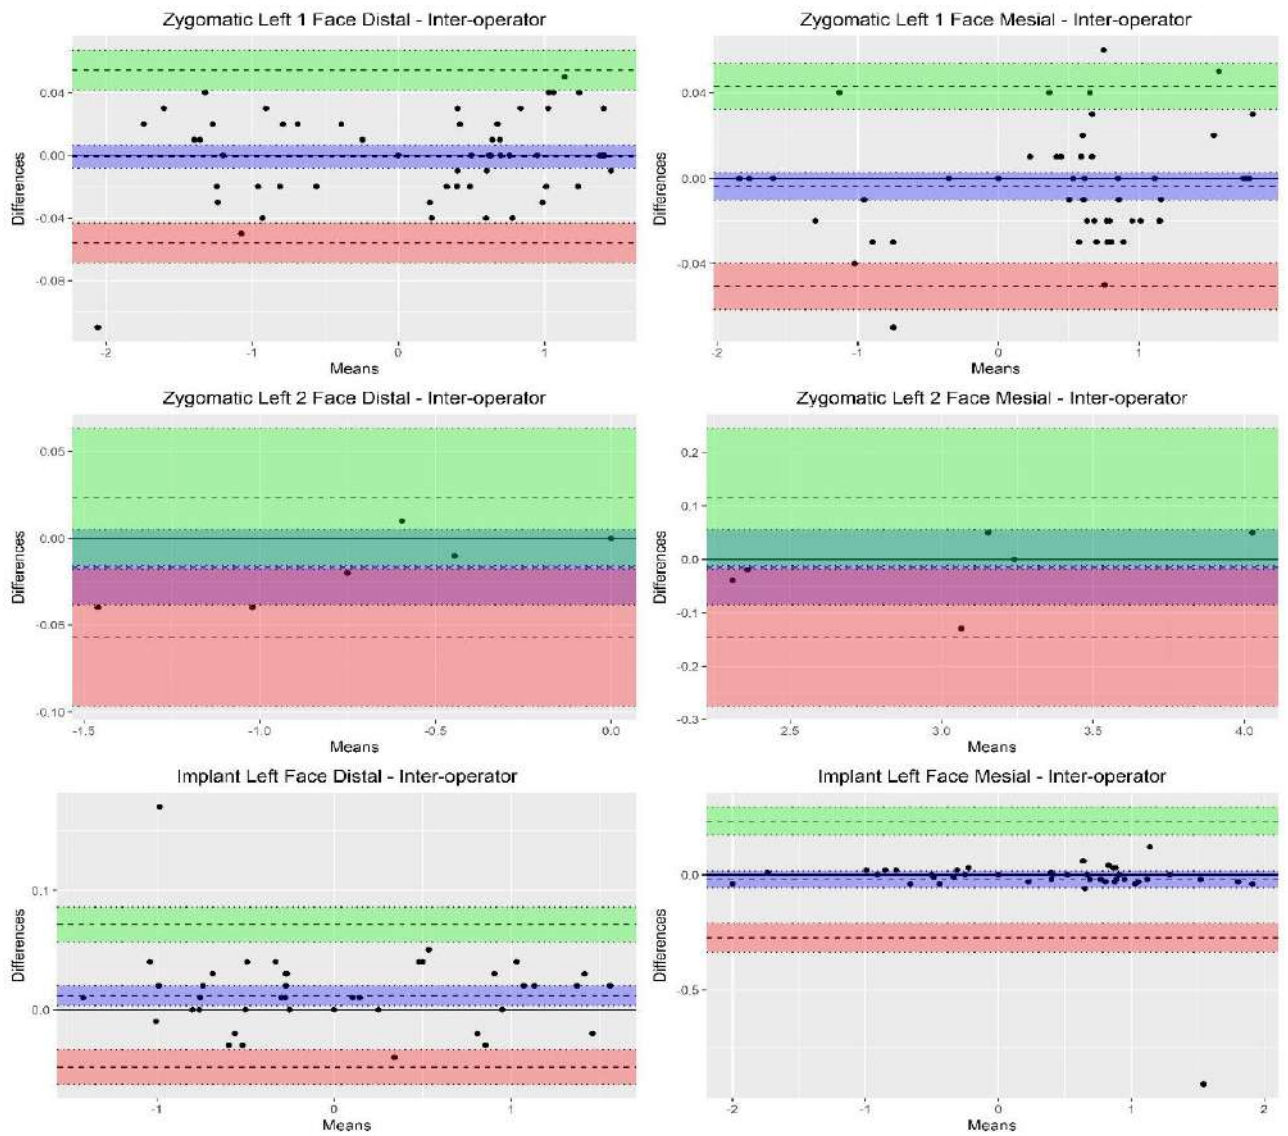 Zygomatic Left 1 Face Distal - Inter-operator
Differences
0.04
0.00
-0.04
-0.08
-2
-1
0
1
Means
Zygomatic Left 1 Face Mesial - Inter-operator
Differences
0.04
0.00
-0.04
-2
-1
0
1
Means
Zygomatic Left 2 Face Distal - Inter-operator
Differences
0.05
0.00
-0.05
-0.10
-1.5
-1.0
-0.5
0.0
Means
Zygomatic Left 2 Face Mesial - Inter-operator
Differences
0.2
0.1
0.0
-0.1
-0.2
-0.3
2.5
3.0
3.5
4.0
Means
Implant Left Face Distal - Inter-operator
Differences
0.1
0.0
-1
0
1
Means
Implant Left Face Mesial - Inter-operator
Differences
0.0
-0.5
-2
-1
0
1
2
Means